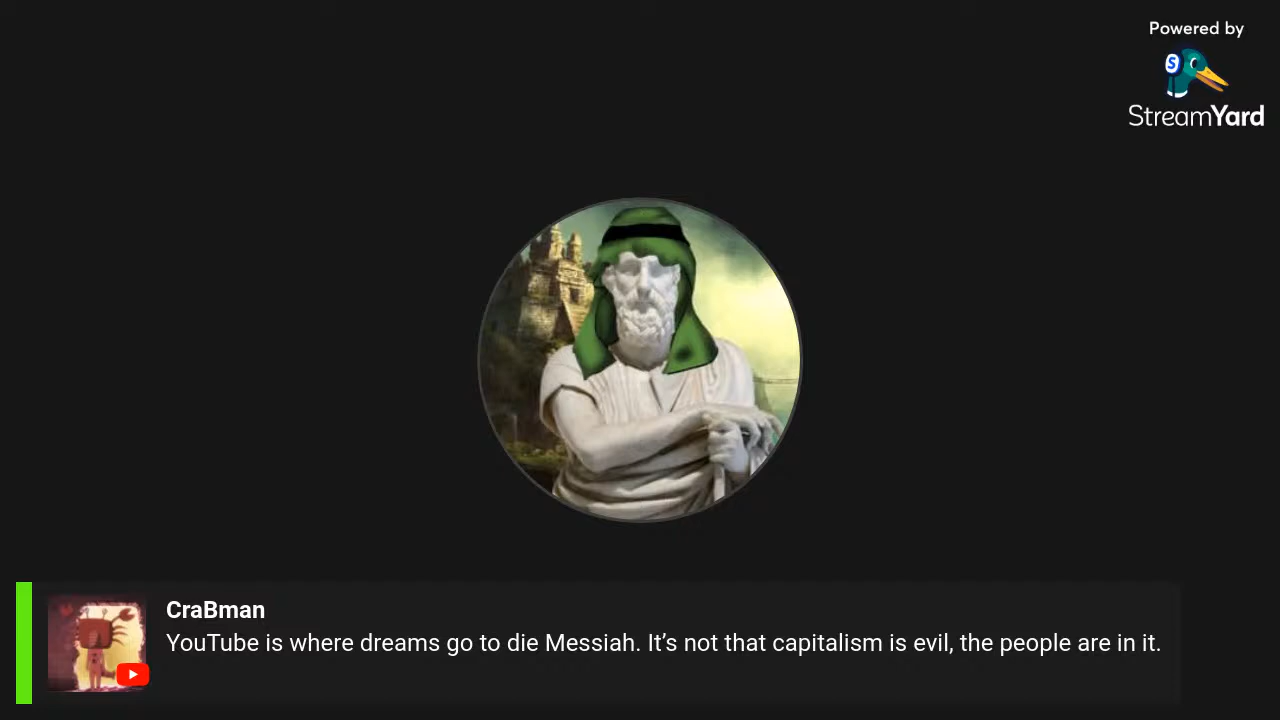 Powered by
S
StreamYard
CraBman
YouTube is where dreams go to die Messiah. It’s not that capitalism is evil, the people are in it.